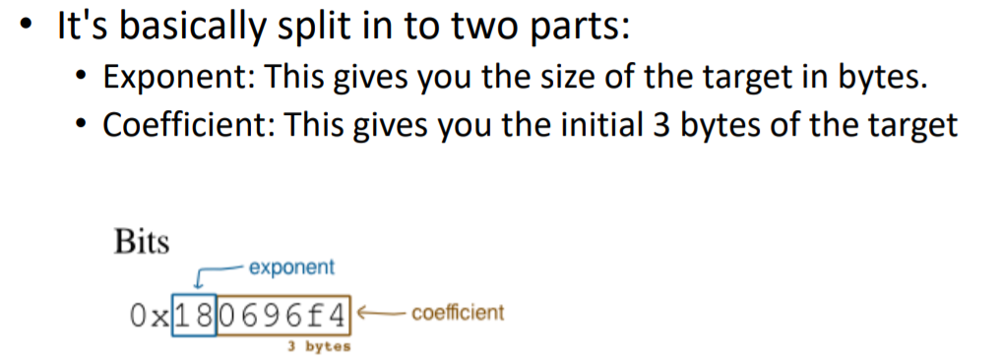 • It's basically split in to two parts:
• Exponent: This gives you the size of the target in bytes.
• Coefficient: This gives you the initial 3 bytes of the target
Bits
exponent
0x180696f4
coefficient
3 bytes